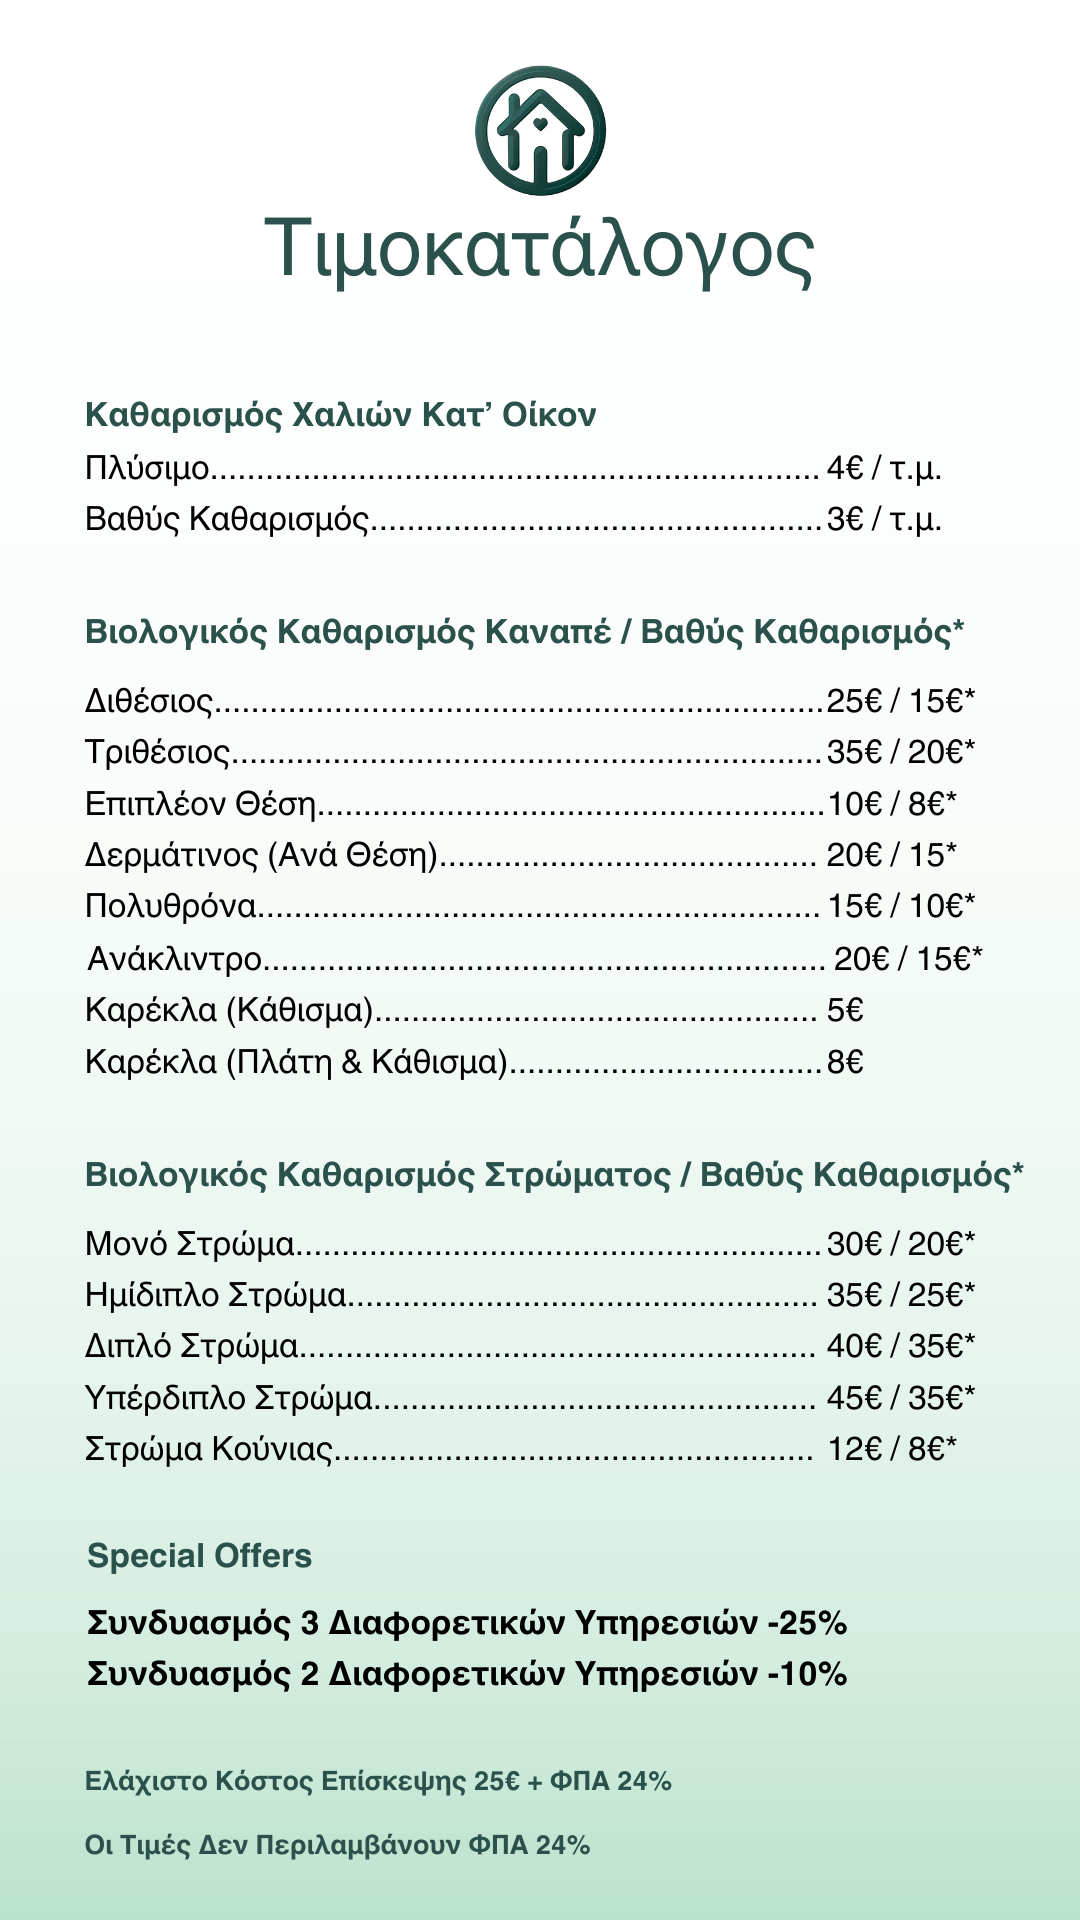 Τιμοκατάλογος
Καθαρισμός Χαλιών Κατ’ Οίκον
Πλύσιμο.................................................................. 4€ / τ.μ.
Βαθύς Καθαρισμός.................................................3€ / τ.μ.
Βιολογικός Καθαρισμός Καναπέ / Βαθύς Καθαρισμός*
Διθέσιος..................................................................25€ / 15€*
Τριθέσιος................................................................35€ / 20€*
Επιπλέον Θέση.......................................................10€ / 8€*
Δερμάτινος (Ανά Θέση)......................................... 20€ / 15*
Πολυθρόνα.............................................................15€ / 10€*
Ανάκλιντρο............................................................. 20€ / 15€*
Καρέκλα (Κάθισμα)................................................ 5€
Καρέκλα (Πλάτη & Κάθισμα)..................................8€
Βιολογικός Καθαρισμός Στρώματος / Βαθύς Καθαρισμός*
Μονό Στρώμα.........................................................30€ / 20€*
Ημίδιπλο Στρώμα................................................... 35€ / 25€*
Διπλό Στρώμα........................................................ 40€ / 35€*
Υπέρδιπλο Στρώμα................................................ 45€ / 35€*
Στρώμα Κούνιας.................................................... 12€ / 8€*
Special Offers
Συνδυασμός 3 Διαφορετικών Υπηρεσιών -25%
Συνδυασμός 2 Διαφορετικών Υπηρεσιών -10%
Ελάχιστο Κόστος Επίσκεψης 25€ + ΦΠΑ 24%
Οι Τιμές Δεν Περιλαμβάνουν ΦΠΑ 24%